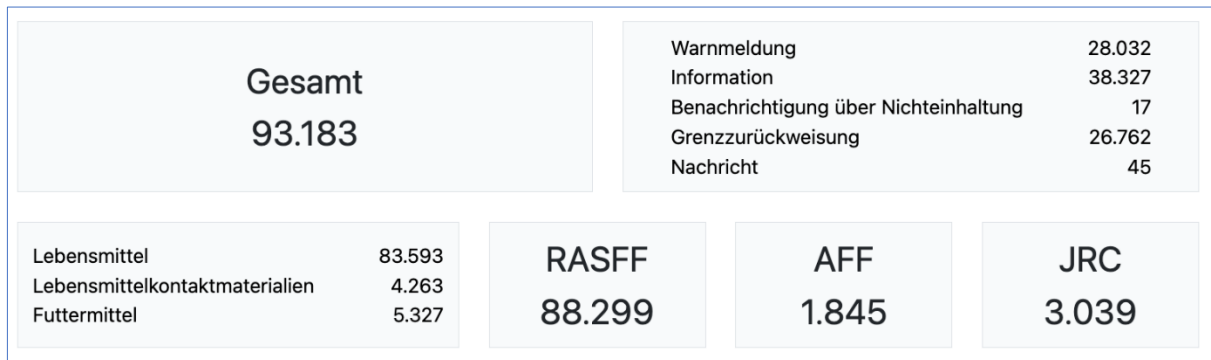 Gesamt
93.183
Warnmeldung 28.032
Information 38.327
Benachrichtigung über Nichteinhaltung 17
Grenzzurückweisung 26.762
Nachricht 45
Lebensmittel 83.593
Lebensmittelkontaktmaterialien 4.263
Futtermittel 5.327
RASFF
88.299
AFF
1.845
JRC
3.039